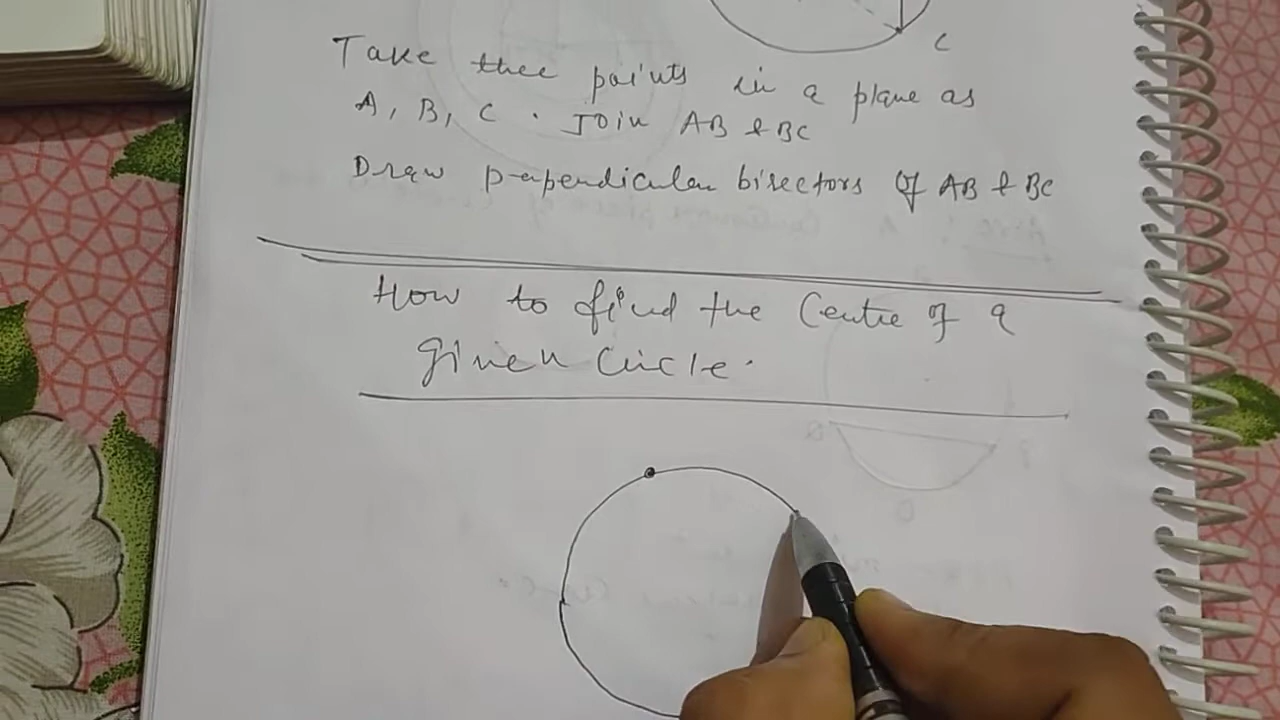 C
Take thee points in a plane as
A, B, C . Join AB & BC
Draw perpendicular bisectors of AB & BC
How to find the Centre of a
given Circle.